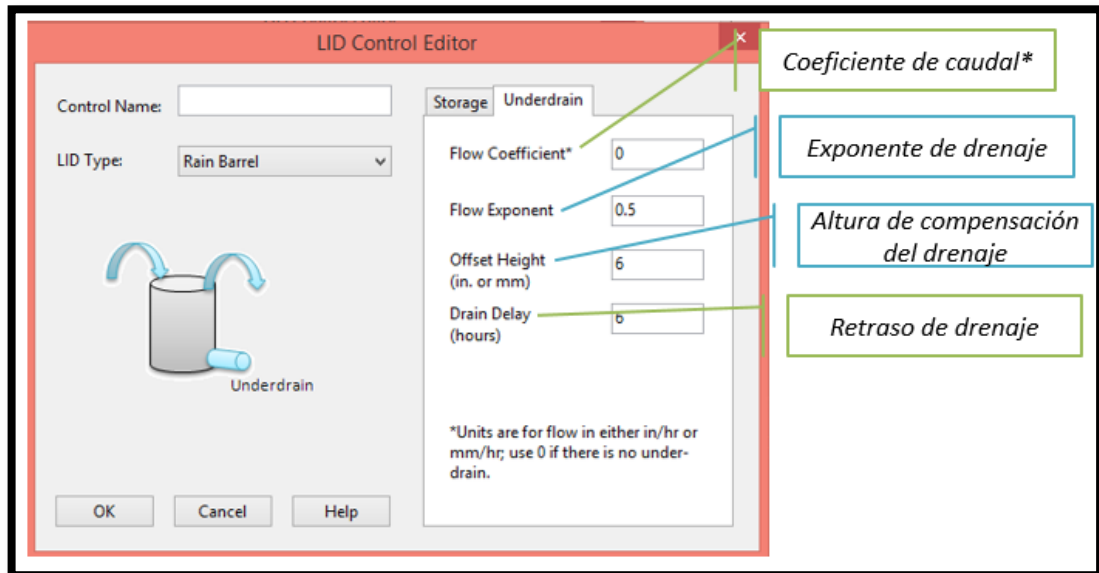 LID Control Editor
×
Control Name:
LID Type:
Rain Barrel
Underdrain
OK
Cancel
Help
Storage
Underdrain
Flow Coefficient*
0
Flow Exponent
0.5
Offset Height
(in. or mm)
6
Drain Delay
(hours)
6
*Units are for flow in either in/hr or
mm/hr; use 0 if there is no under-
drain.
Coeficiente de caudal*
Exponente de drenaje
Altura de compensación
del drenaje
Retraso de drenaje